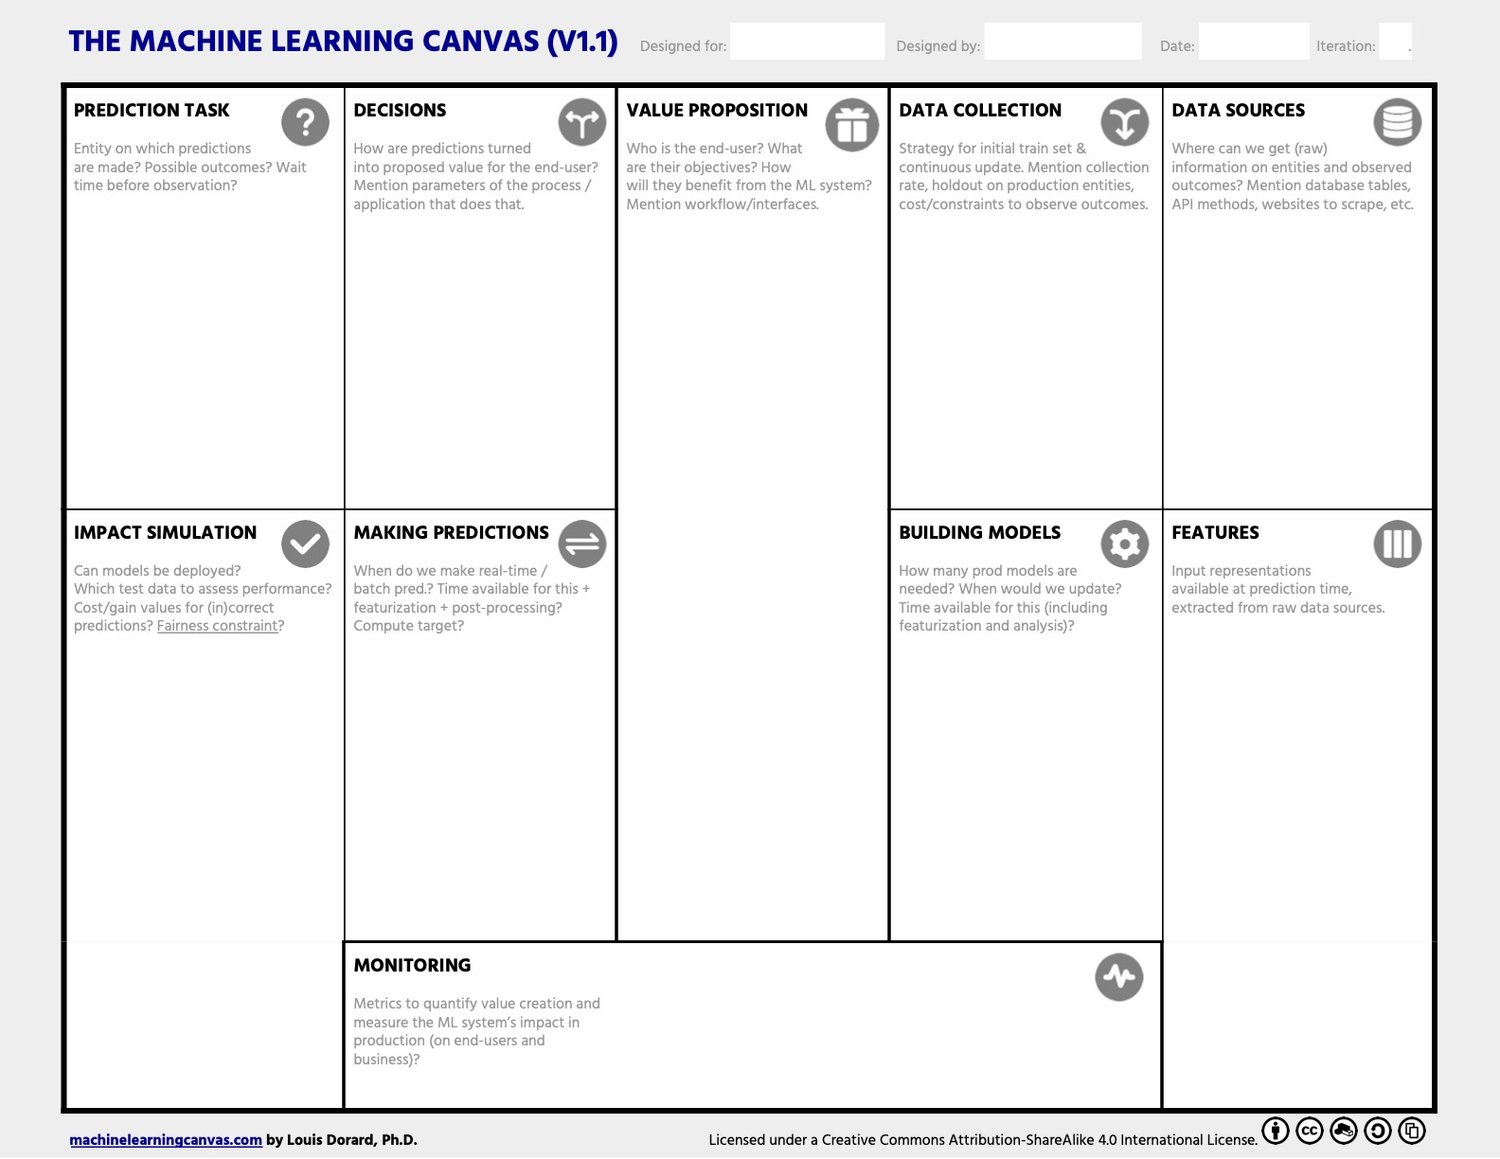 THE MACHINE LEARNING CANVAS (V1.1)
Designed for:
Designed by:
Date:
Iteration: .
PREDICTION TASK
Entity on which predictions
are made? Possible outcomes? Wait
time before observation?
DECISIONS
How are predictions turned
into proposed value for the end-user?
Mention parameters of the process /
application that does that.
VALUE PROPOSITION
Who is the end-user? What
are their objectives? How
will they benefit from the ML system?
Mention workflow/interfaces.
DATA COLLECTION
Strategy for initial train set &
continuous update. Mention collection
rate, holdout on production entities,
cost/constraints to observe outcomes.
DATA SOURCES
Where can we get (raw)
information on entities and observed
outcomes? Mention database tables,
API methods, websites to scrape, etc.
IMPACT SIMULATION
Can models be deployed?
Which test data to assess performance?
Cost/gain values for (in)correct
predictions? Fairness constraint?
MAKING PREDICTIONS
When do we make real-time /
batch pred.? Time available for this +
featurization + post-processing?
Compute target?
BUILDING MODELS
How many prod models are
needed? When would we update?
Time available for this (including
featurization and analysis)?
FEATURES
Input representations
available at prediction time,
extracted from raw data sources.
MONITORING
Metrics to quantify value creation and
measure the ML system's impact in
production (on end-users and
business)?
machinelearningcanvas.com by Louis Dorard, Ph.D.
Licensed under a Creative Commons Attribution-ShareAlike 4.0 International License.
cc